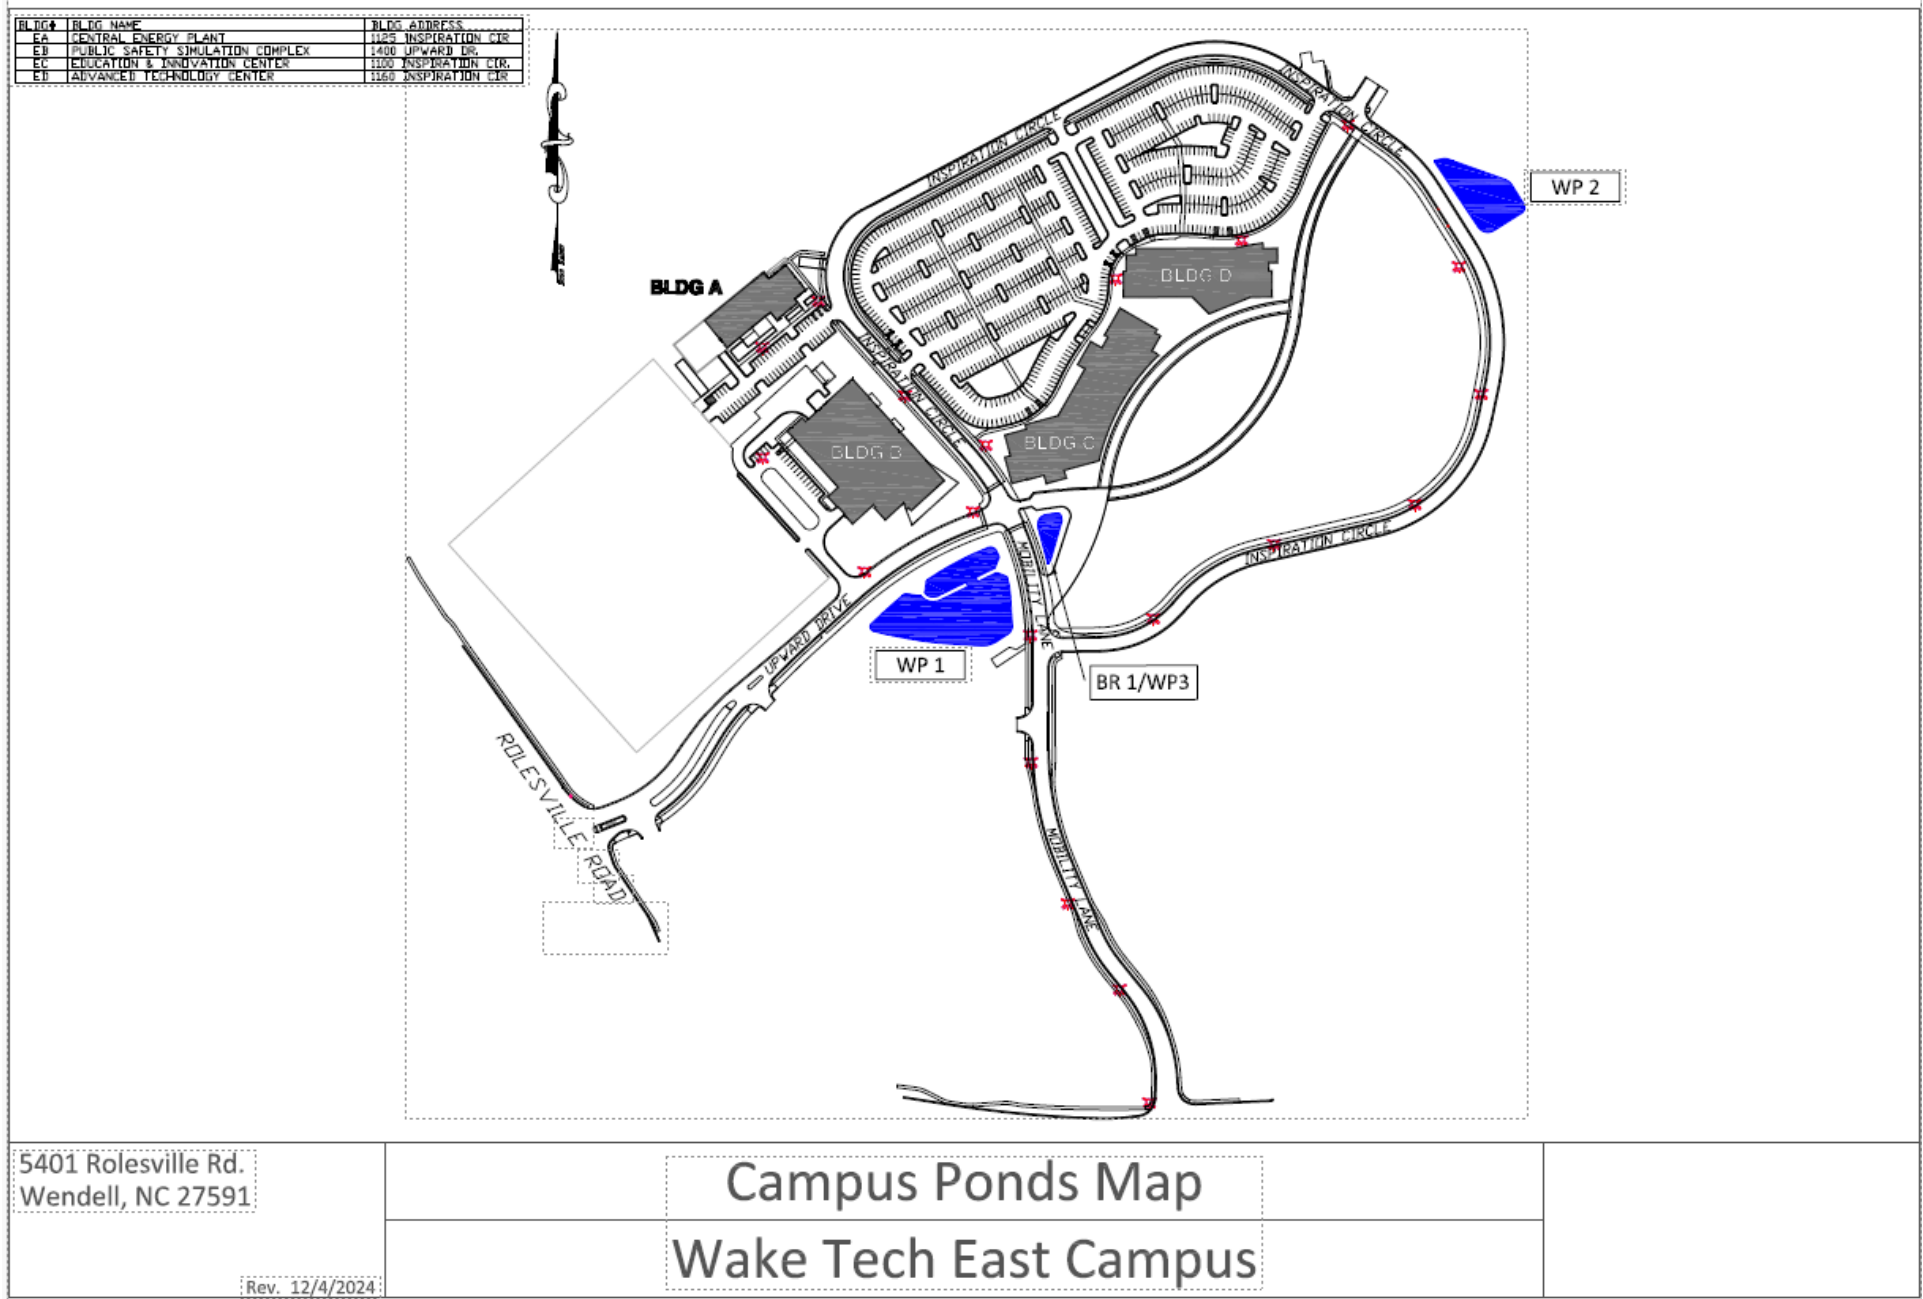 BLDG# BLDG NAME BLDG ADDRESS
EA CENTRAL ENERGY PLANT 1125 INSPIRATION CIR
EB PUBLIC SAFETY SIMULATION COMPLEX 1400 UPWARD DR.
EC EDUCATION & INNOVATION CENTER 1100 INSPIRATION CIR.
ED ADVANCED TECHNOLOGY CENTER 1160 INSPIRATION CIR
INSPIRATION CIRCLE
INSPIRATION CIRCLE
WP 2
BLDG A
BLDG D
INSPIRATION CIRCLE
BLDG B
BLDG C
INSPIRATION CIRCLE
MOBILITY LANE
UPWARD DRIVE
WP 1
BR 1/WP3
ROLESVILLE ROAD
MOBILITY LANE
5401 Rolesville Rd.
Wendell, NC 27591
Rev. 12/4/2024
Campus Ponds Map
Wake Tech East Campus